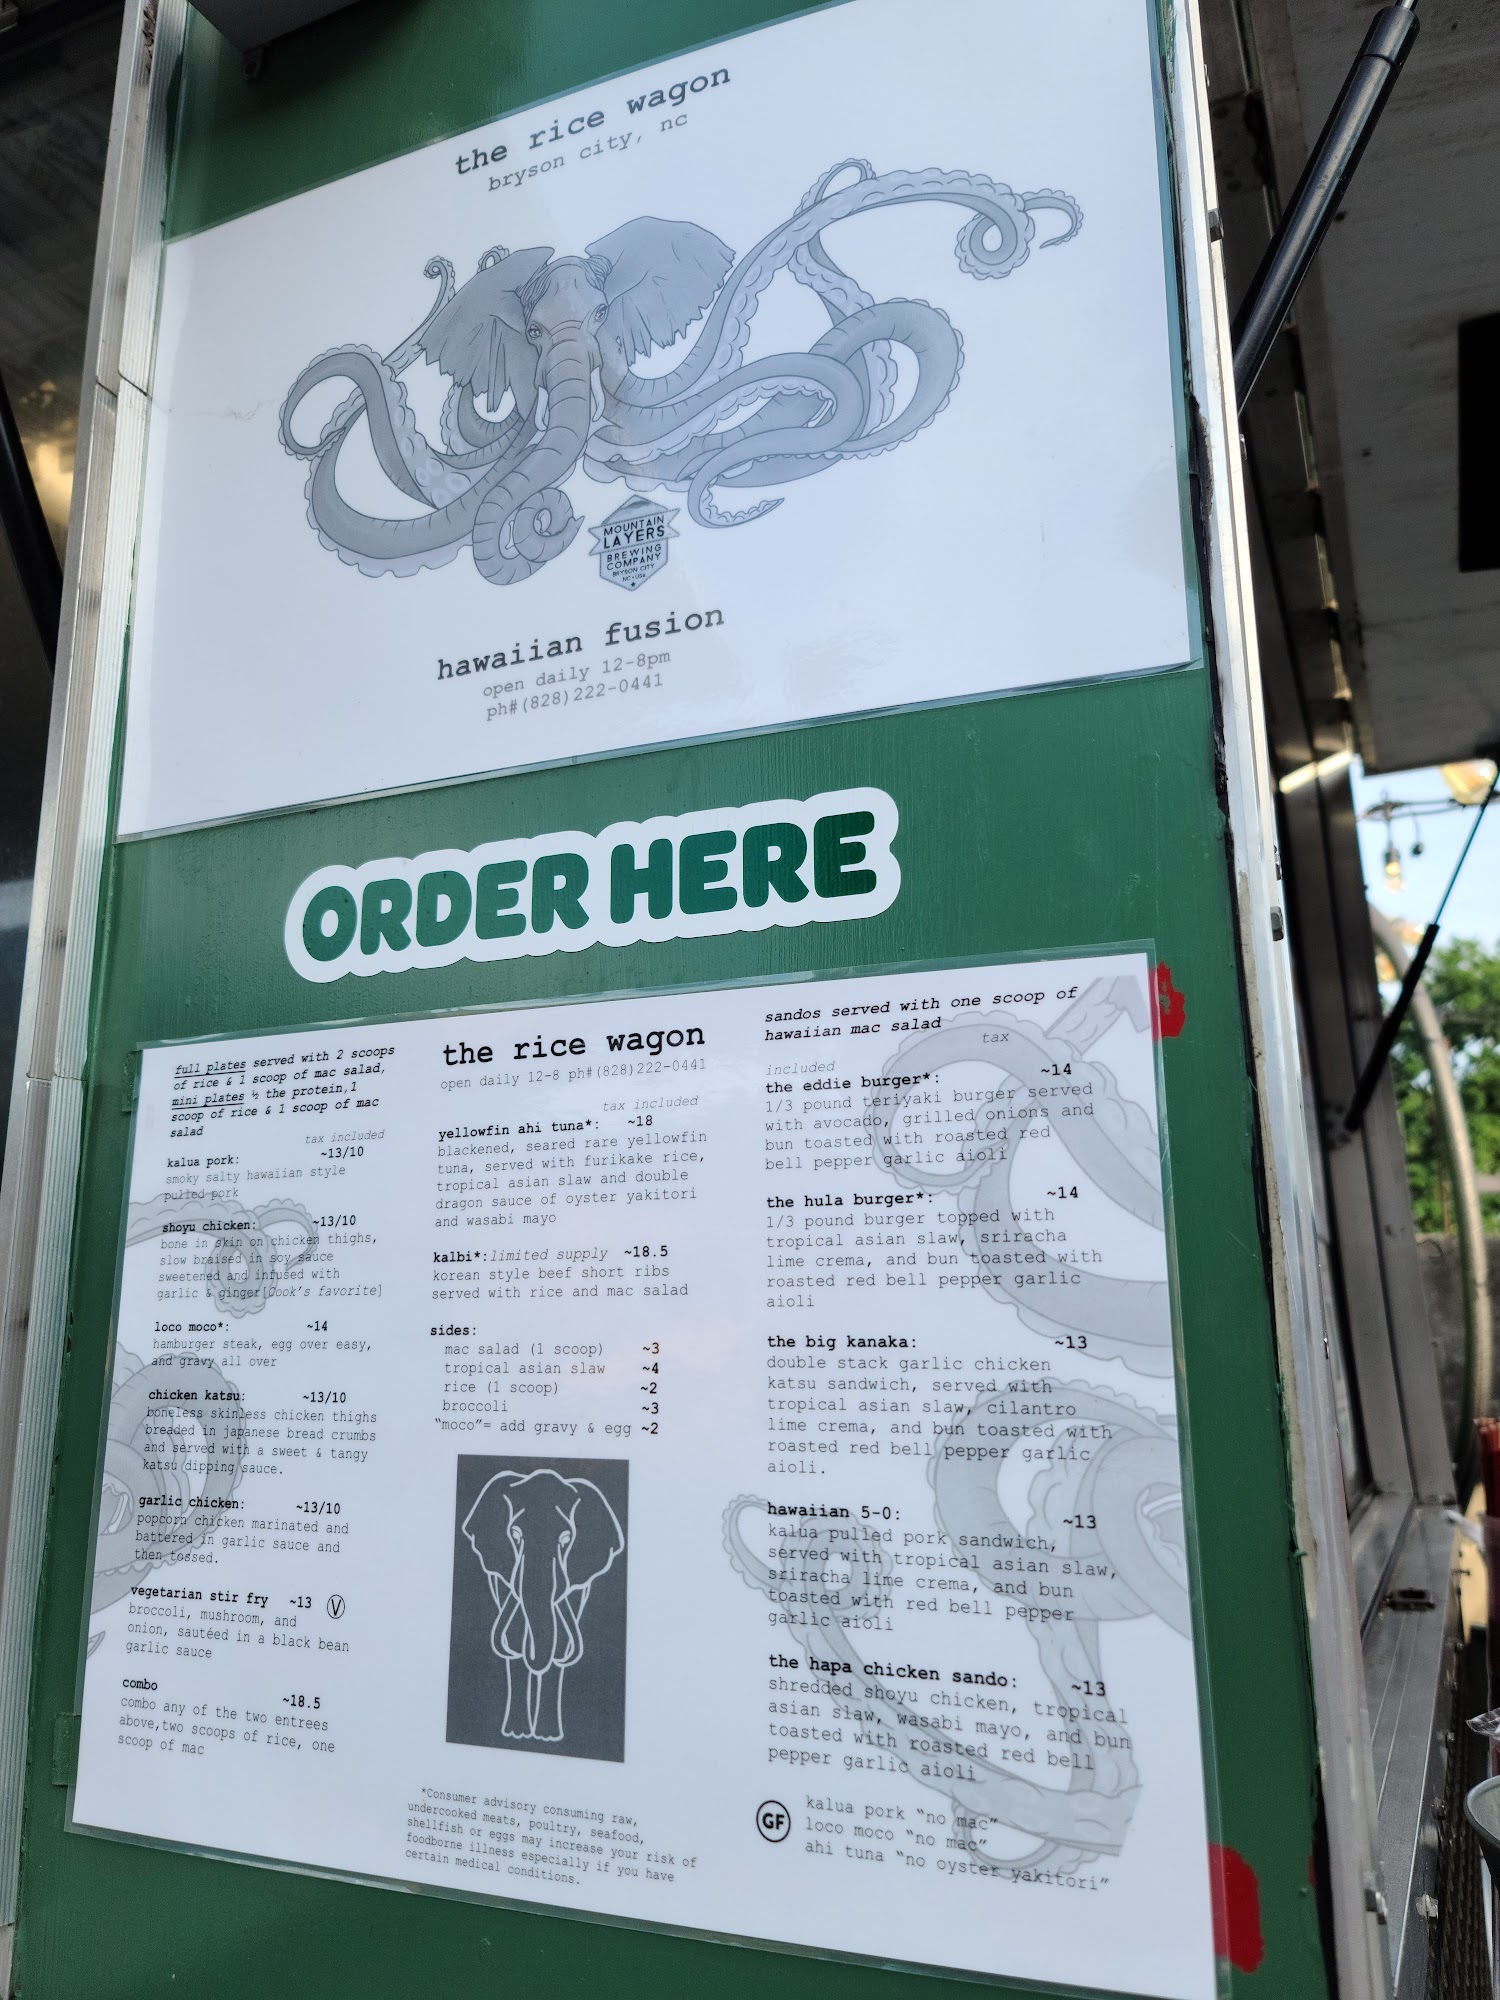 the rice wagon
bryson city, nc
MOUNTAIN
LAYERS
BREWING
COMPANY
BRYSON CITY
NC • USA
hawaiian fusion
open daily 12-8pm
ph#(828)222-0441
ORDER HERE
full plates served with 2 scoops
of rice & 1 scoop of mac salad,
mini plates ½ the protein,1
scoop of rice & 1 scoop of mac
salad
tax included
kalua pork: ~13/10
smoky salty hawaiian style
pulled pork
shoyu chicken: ~13/10
bone in skin on chicken thighs,
slow braised in soy sauce
sweetened and infused with
garlic & ginger[Cook's favorite]
loco moco*: ~14
hamburger steak, egg over easy,
and gravy all over
chicken katsu: ~13/10
boneless skinless chicken thighs
breaded in japanese bread crumbs
and served with a sweet & tangy
katsu dipping sauce.
garlic chicken: ~13/10
popcorn chicken marinated and
battered in garlic sauce and
then tossed.
vegetarian stir fry ~13 V
broccoli, mushroom, and
onion, sautéed in a black bean
garlic sauce
combo ~18.5
combo any of the two entrees
above,two scoops of rice, one
scoop of mac
the rice wagon
open daily 12-8 ph#(828)222-0441
tax included
yellowfin ahi tuna*: ~18
blackened, seared rare yellowfin
tuna, served with furikake rice,
tropical asian slaw and double
dragon sauce of oyster yakitori
and wasabi mayo
kalbi*:limited supply ~18.5
korean style beef short ribs
served with rice and mac salad
sides:
mac salad (1 scoop) ~3
tropical asian slaw ~4
rice (1 scoop) ~2
broccoli ~3
"moco"= add gravy & egg ~2
*Consumer advisory consuming raw,
undercooked meats, poultry, seafood,
shellfish or eggs may increase your risk of
foodborne illness especially if you have
certain medical conditions.
sandos served with one scoop of
hawaiian mac salad
tax
included
the eddie burger*: ~14
1/3 pound teriyaki burger served
with avocado, grilled onions and
bun toasted with roasted red
bell pepper garlic aioli
the hula burger*: ~14
1/3 pound burger topped with
tropical asian slaw, sriracha
lime crema, and bun toasted with
roasted red bell pepper garlic
aioli
the big kanaka: ~13
double stack garlic chicken
katsu sandwich, served with
tropical asian slaw, cilantro
lime crema, and bun toasted with
roasted red bell pepper garlic
aioli.
hawaiian 5-0: ~13
kalua pulled pork sandwich,
served with tropical asian slaw,
sriracha lime crema, and bun
toasted with red bell pepper
garlic aioli
the hapa chicken sando: ~13
shredded shoyu chicken, tropical
asian slaw, wasabi mayo, and bun
toasted with roasted red bell
pepper garlic aioli
GF kalua pork "no mac"
loco moco "no mac"
ahi tuna "no oyster yakitori"